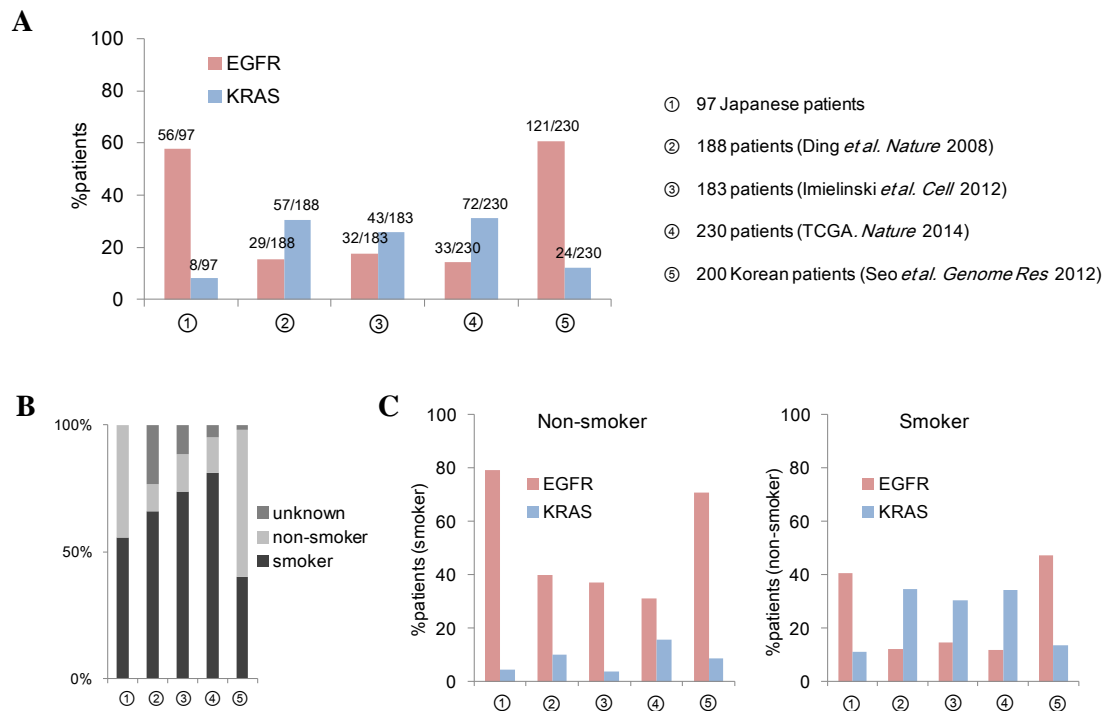 A
100
80
60
40
20
0
%patients
EGFR
KRAS
56/97
8/97
29/188
57/188
32/183
43/183
33/230
72/230
121/230
24/230
① ② ③ ④ ⑤
① 97 Japanese patients
② 188 patients (Ding et al. Nature 2008)
③ 183 patients (Imielinski et al. Cell 2012)
④ 230 patients (TCGA. Nature 2014)
⑤ 200 Korean patients (Seo et al. Genome Res 2012)
B
100%
50%
0%
unknown
non-smoker
smoker
① ② ③ ④ ⑤
C
Non-smoker
100
80
60
40
20
0
%patients (smoker)
EGFR
KRAS
① ② ③ ④ ⑤
Smoker
100
80
60
40
20
0
%patients (non-smoker)
EGFR
KRAS
① ② ③ ④ ⑤